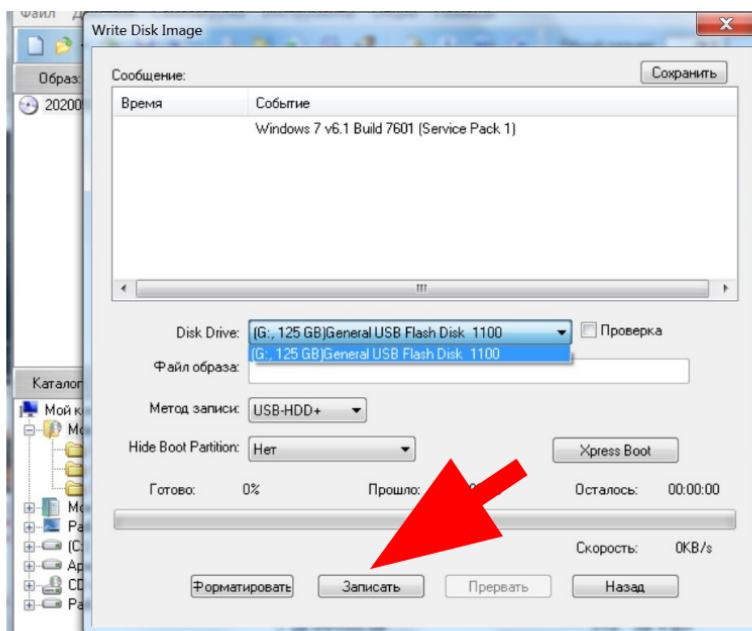 Файл
Write Disk Image
Образ:
20200
Сообщение:
Сохранить
Время Событие
Windows 7 v6.1 Build 7601 (Service Pack 1)
Disk Drive: (G:, 125 GB)General USB Flash Disk 1100 Проверка
(G:, 125 GB)General USB Flash Disk 1100
Файл образа:
Каталог
Мой к
Метод записи: USB-HDD+
Hide Boot Partition: Нет Xpress Boot
Готово: 0% Прошло: Осталось: 00:00:00
Скорость: 0KB/s
Форматировать Записать Прервать Назад